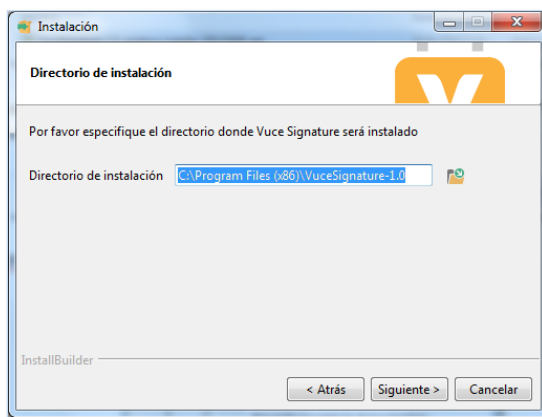 Instalación
Directorio de instalación
Por favor especifique el directorio donde Vuce Signature será instalado
Directorio de instalación C:\Program Files (x86)\VuceSignature-1.0
InstallBuilder
< Atrás Siguiente > Cancelar